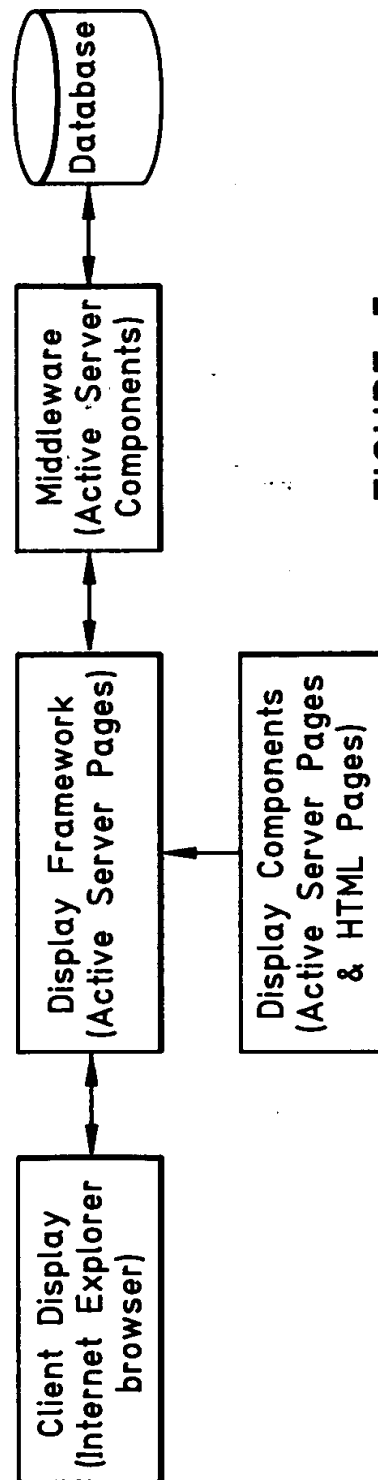 Client Display
(Internet Explorer
browser)
Display Framework
(Active Server Pages)
Middleware
(Active Server
Components)
Database
Display Components
(Active Server Pages
& HTML Pages)